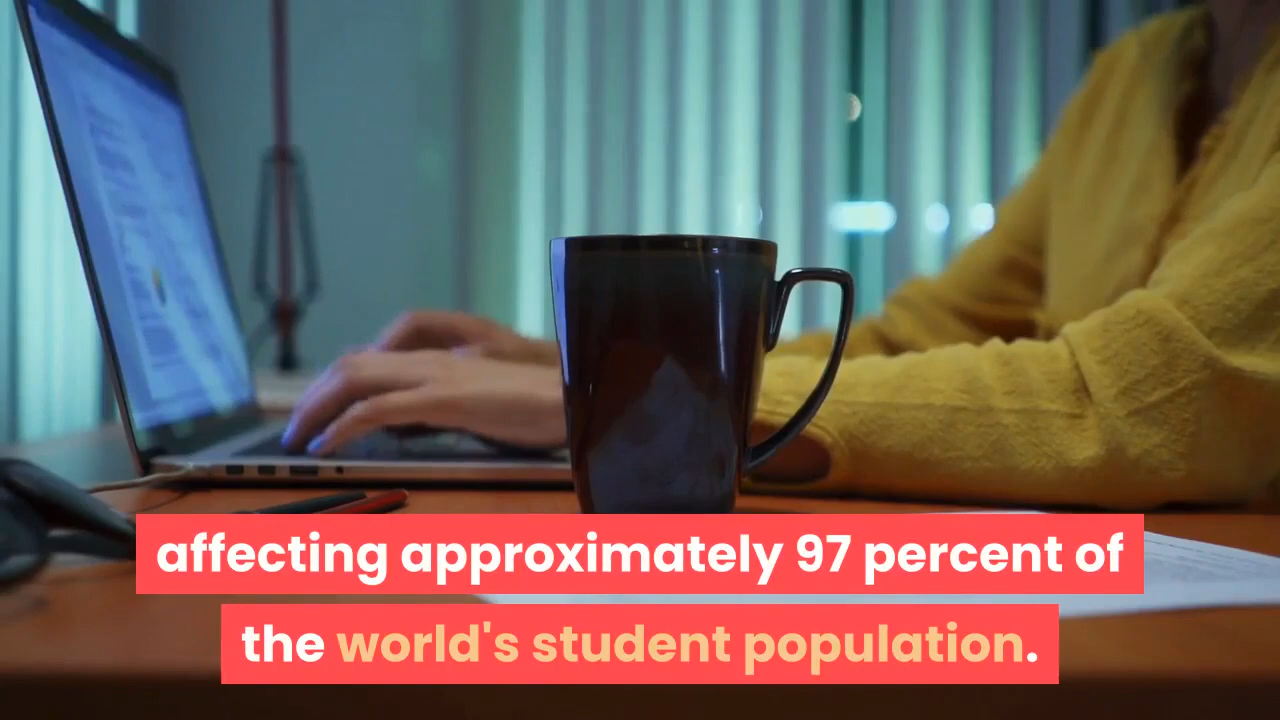 affecting approximately 97 percent of
the world's student population.